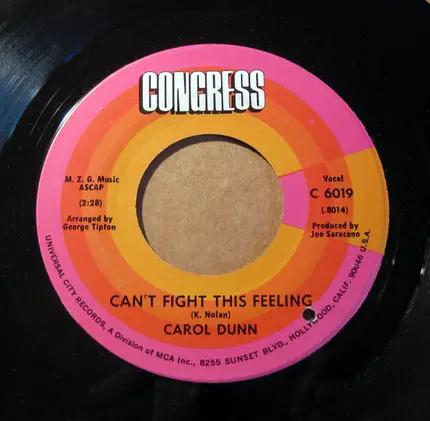 CONGRESS
M. Z. G. Music
ASCAP
(2:28)
Arranged by
George Tipton
Vocal
C 6019
(.8014)
Produced by
Joe Saraceno
CAN'T FIGHT THIS FEELING
(K. Nolan)
CAROL DUNN
UNIVERSAL CITY RECORDS, A Division of MCA Inc., 8255 SUNSET BLVD., HOLLYWOOD, CALIF. 90046 U.S.A.